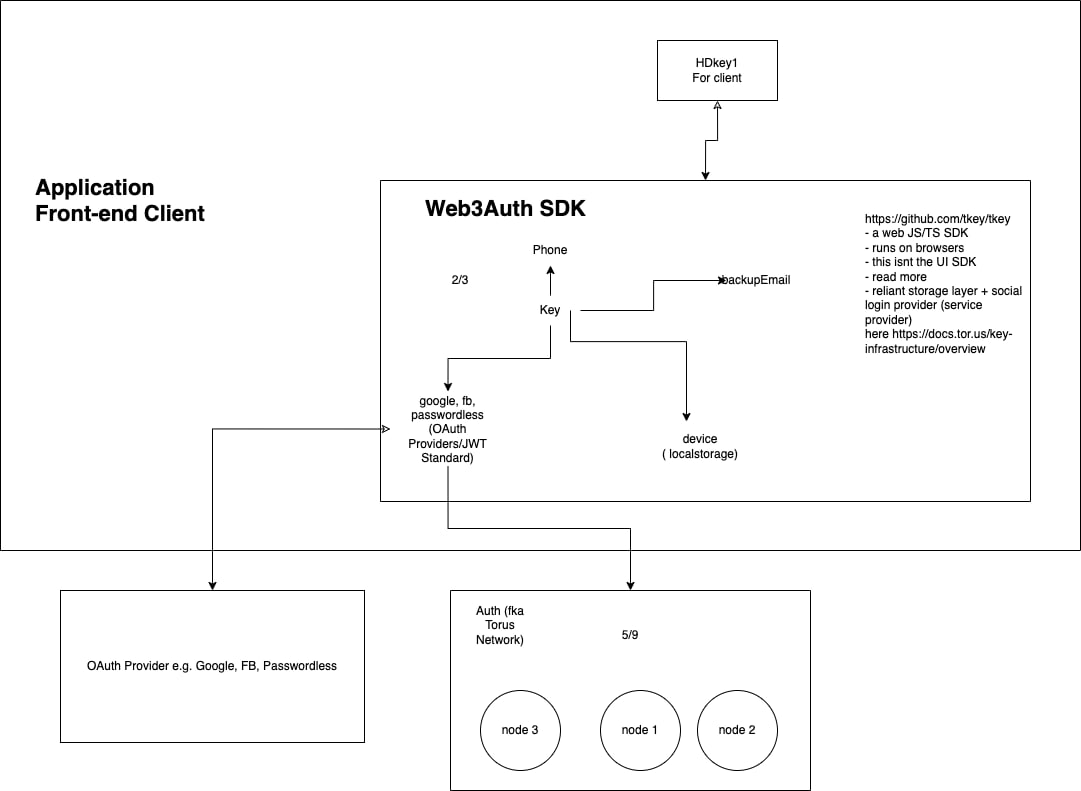 HDkey1
For client
Application
Front-end Client
Web3Auth SDK
https://github.com/tkey/tkey
- a web JS/TS SDK
- runs on browsers
- this isnt the UI SDK
- read more
- reliant storage layer + social
login provider (service
provider)
here https://docs.tor.us/key-
infrastructure/overview
Phone
2/3
backupEmail
Key
google, fb,
passwordless
(OAuth
Providers/JWT
Standard)
device
( localstorage)
OAuth Provider e.g. Google, FB, Passwordless
Auth (fka
Torus
Network)
5/9
node 3
node 1
node 2